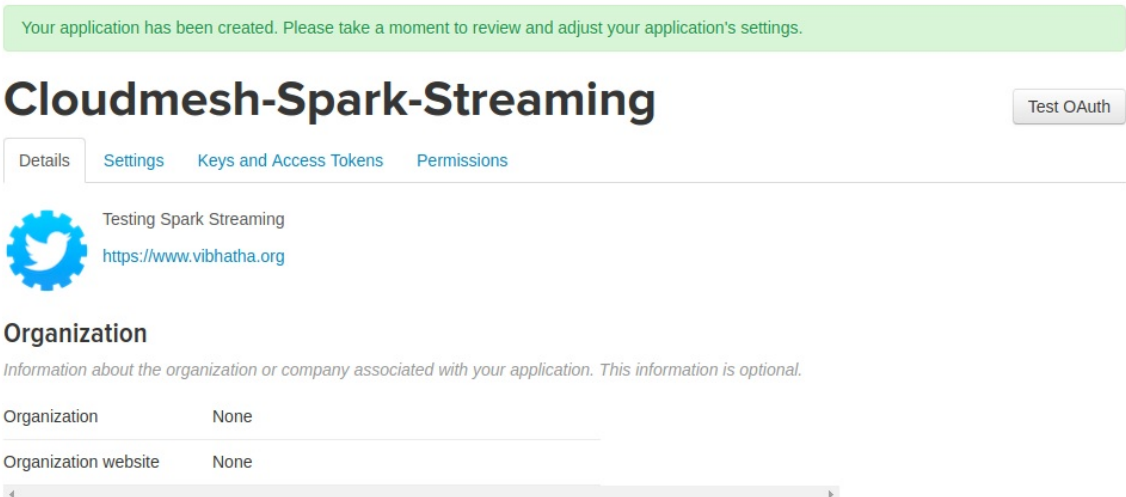 Your application has been created. Please take a moment to review and adjust your application's settings.
Cloudmesh-Spark-Streaming
Test OAuth
Details Settings Keys and Access Tokens Permissions
Testing Spark Streaming
https://www.vibhatha.org
Organization
Information about the organization or company associated with your application. This information is optional.
Organization None
Organization website None